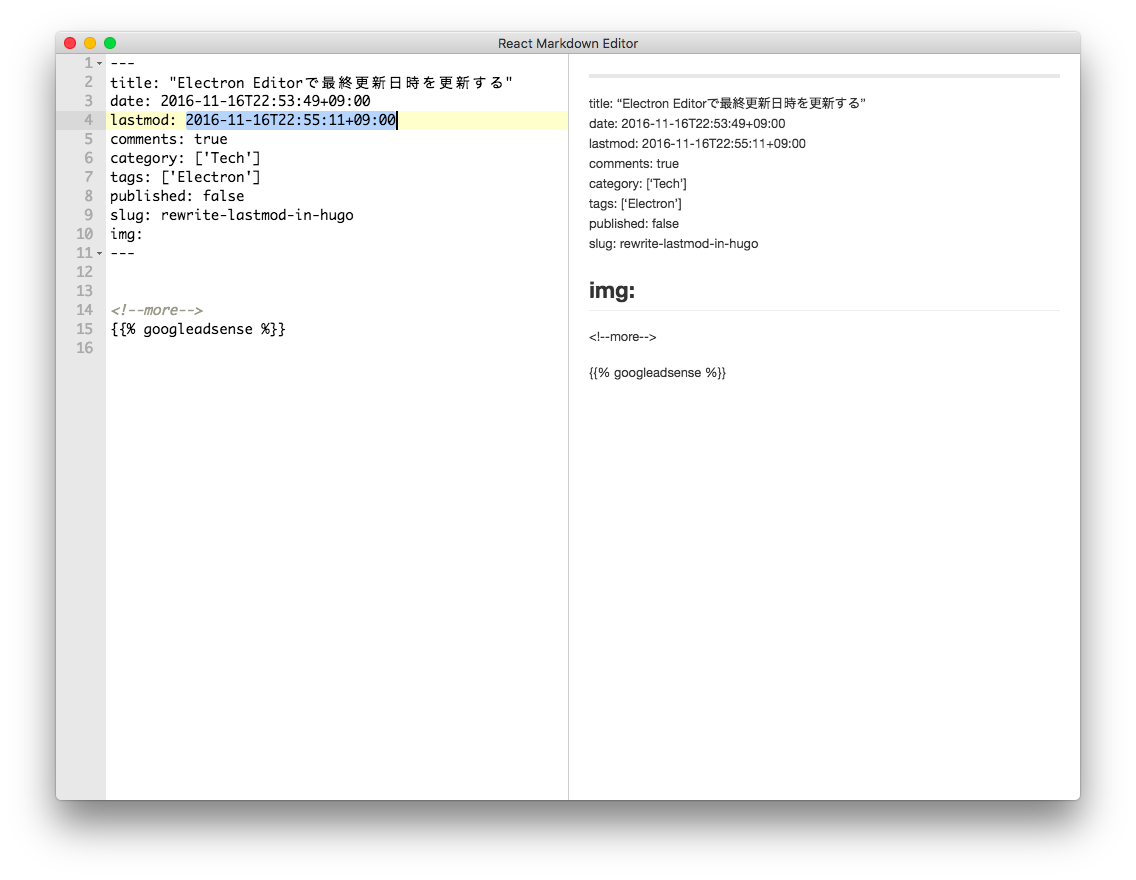 React Markdown Editor
1 ---
2 title: "Electron Editorで最終更新日時を更新する"
3 date: 2016-11-16T22:53:49+09:00
4 lastmod: 2016-11-16T22:55:11+09:00
5 comments: true
6 category: ['Tech']
7 tags: ['Electron']
8 published: false
9 slug: rewrite-lastmod-in-hugo
10 img:
11 ---
12
13
14 <!--more-->
15 {{% googleadsense %}}
16
title: “Electron Editorで最終更新日時を更新する”
date: 2016-11-16T22:53:49+09:00
lastmod: 2016-11-16T22:55:11+09:00
comments: true
category: [‘Tech’]
tags: [‘Electron’]
published: false
slug: rewrite-lastmod-in-hugo
img:
<!--more-->
{{% googleadsense %}}